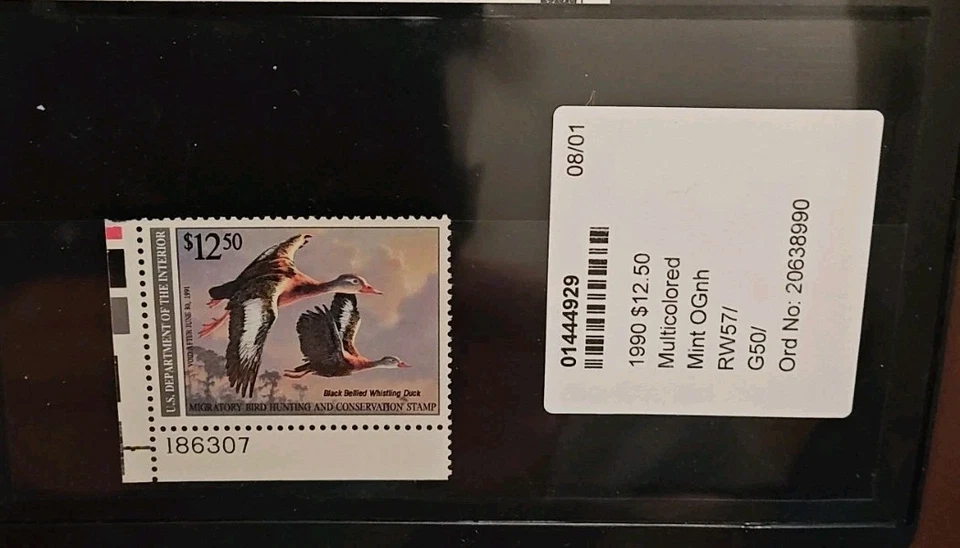 $12.50
U.S. DEPARTMENT OF THE INTERIOR
VOID AFTER JUNE 30, 1991
Black Bellied Whistling Duck
MIGRATORY BIRD HUNTING AND CONSERVATION STAMP
186307
08/01
01444929
1990 $12.50
Multicolored
Mint OGnh
RW57/
G50/
Ord No: 20638990